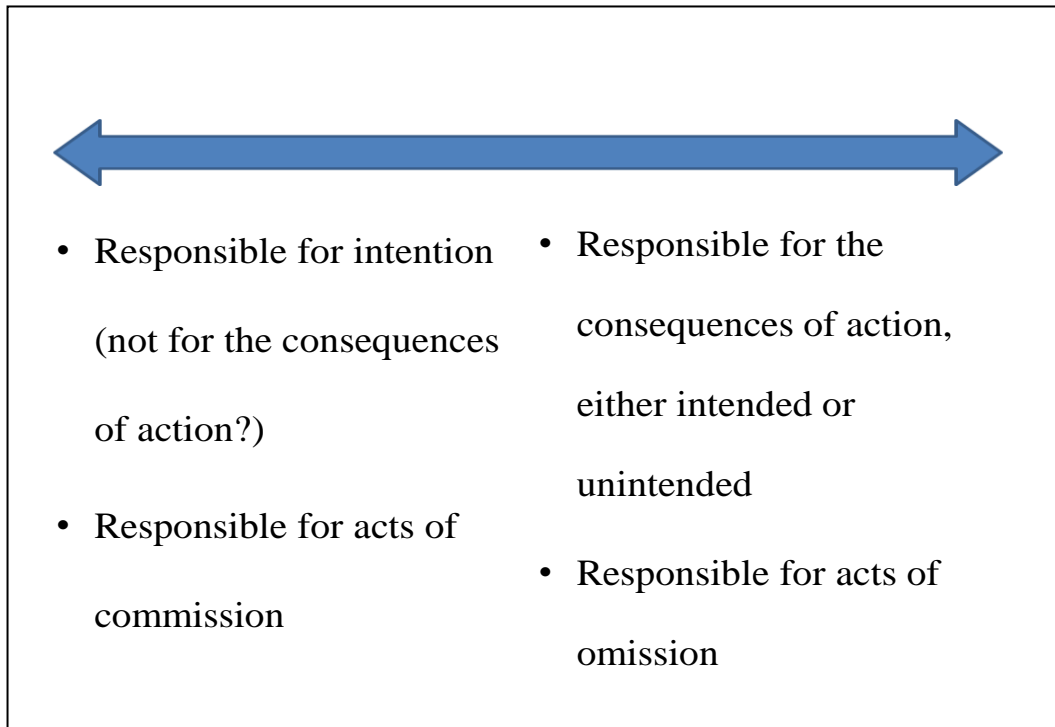 • Responsible for intention
(not for the consequences
of action?)
• Responsible for acts of
commission
• Responsible for the
consequences of action,
either intended or
unintended
• Responsible for acts of
omission